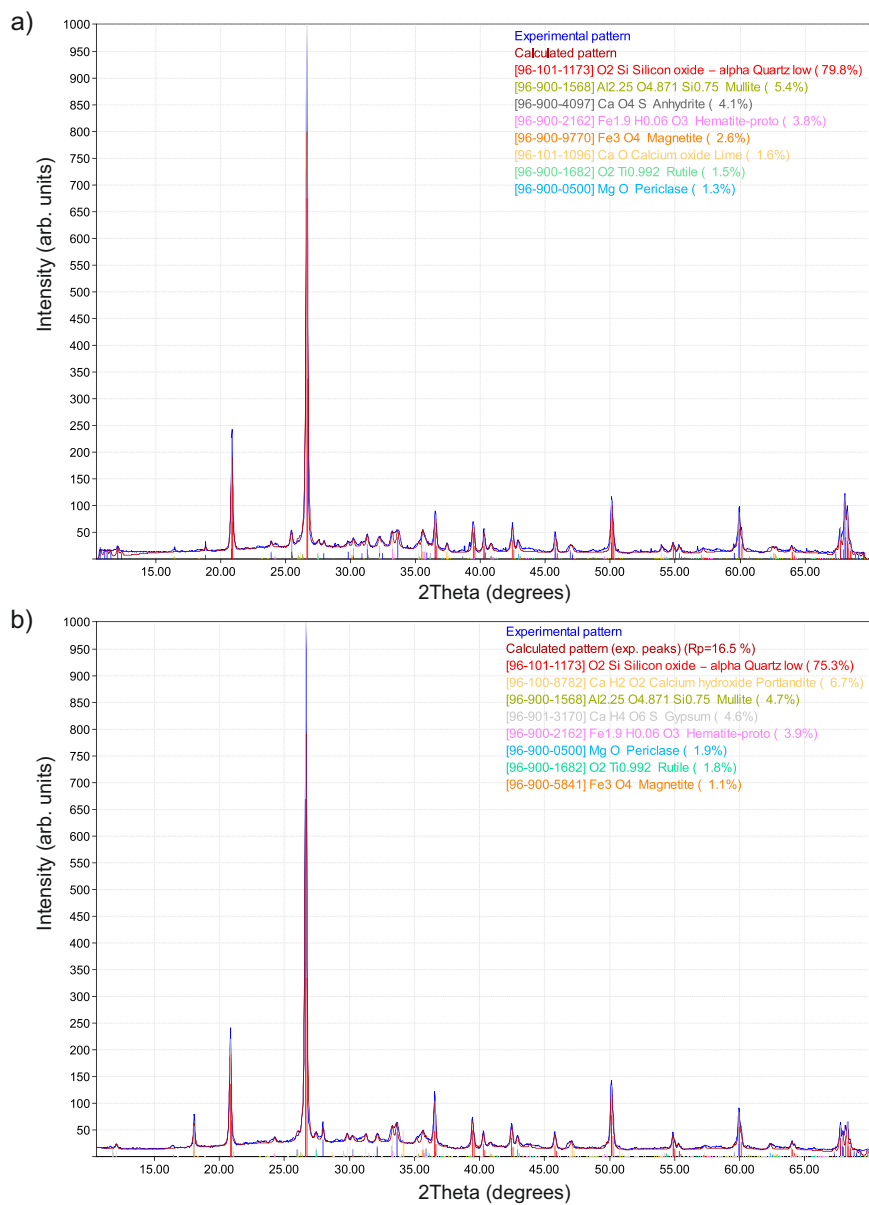 a)
1000
950
900
850
800
750
700
650
600
550
500
450
400
350
300
250
200
150
100
50
Intensity (arb. units)
Experimental pattern
Calculated pattern
[96-101-1173] O2 Si Silicon oxide – alpha Quartz low ( 79.8%)
[96-900-1568] Al2.25 O4.871 Si0.75 Mullite ( 5.4%)
[96-900-4097] Ca O4 S Anhydrite ( 4.1%)
[96-900-2162] Fe1.9 H0.06 O3 Hematite-proto ( 3.8%)
[96-900-9770] Fe3 O4 Magnetite ( 2.6%)
[96-101-1096] Ca O Calcium oxide Lime ( 1.6%)
[96-900-1682] O2 Ti0.992 Rutile ( 1.5%)
[96-900-0500] Mg O Periclase ( 1.3%)
15.00 20.00 25.00 30.00 35.00 40.00 45.00 50.00 55.00 60.00 65.00
2Theta (degrees)
b)
1000
950
900
850
800
750
700
650
600
550
500
450
400
350
300
250
200
150
100
50
Intensity (arb. units)
Experimental pattern
Calculated pattern (exp. peaks) (Rp=16.5 %)
[96-101-1173] O2 Si Silicon oxide – alpha Quartz low ( 75.3%)
[96-100-8782] Ca H2 O2 Calcium hydroxide Portlandite ( 6.7%)
[96-900-1568] Al2.25 O4.871 Si0.75 Mullite ( 4.7%)
[96-901-3170] Ca H4 O6 S Gypsum ( 4.6%)
[96-900-2162] Fe1.9 H0.06 O3 Hematite-proto ( 3.9%)
[96-900-0500] Mg O Periclase ( 1.9%)
[96-900-1682] O2 Ti0.992 Rutile ( 1.8%)
[96-900-5841] Fe3 O4 Magnetite ( 1.1%)
15.00 20.00 25.00 30.00 35.00 40.00 45.00 50.00 55.00 60.00 65.00
2Theta (degrees)